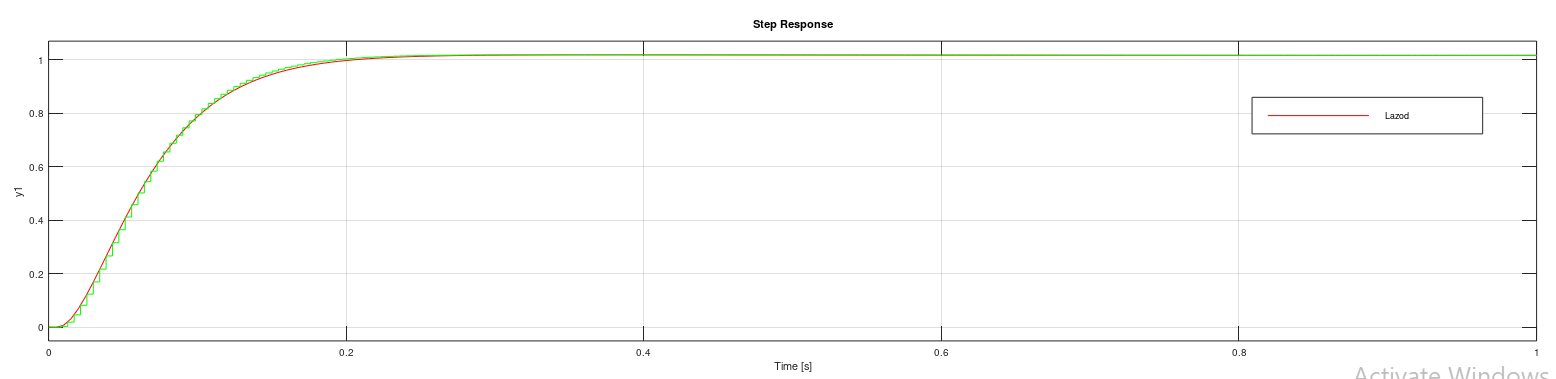 Step Response
1
0.8
0.6
0.4
0.2
0
y1
Lazod
0 0.2 0.4 0.6 0.8 1
Time [s]
Activate Windows